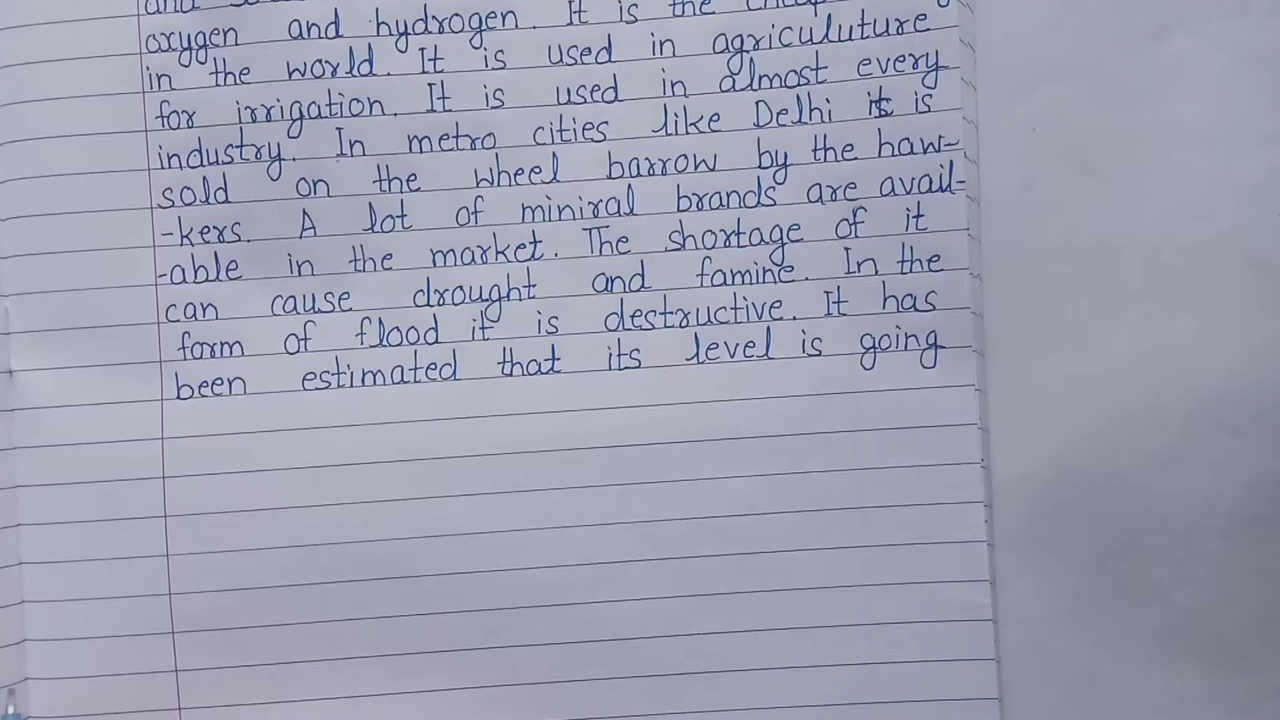 and
oxygen and hydrogen. It is the
in the world. It is used in agriculuture
for irrigation. It is used in almost every
industry. In metro cities like Delhi it is
sold on the wheel barrow by the haw-
-kers. A lot of miniral brands are avail-
-able in the market. The shortage of it
can cause drought and famine. In the
form of flood it is destructive. It has
been estimated that its level is going